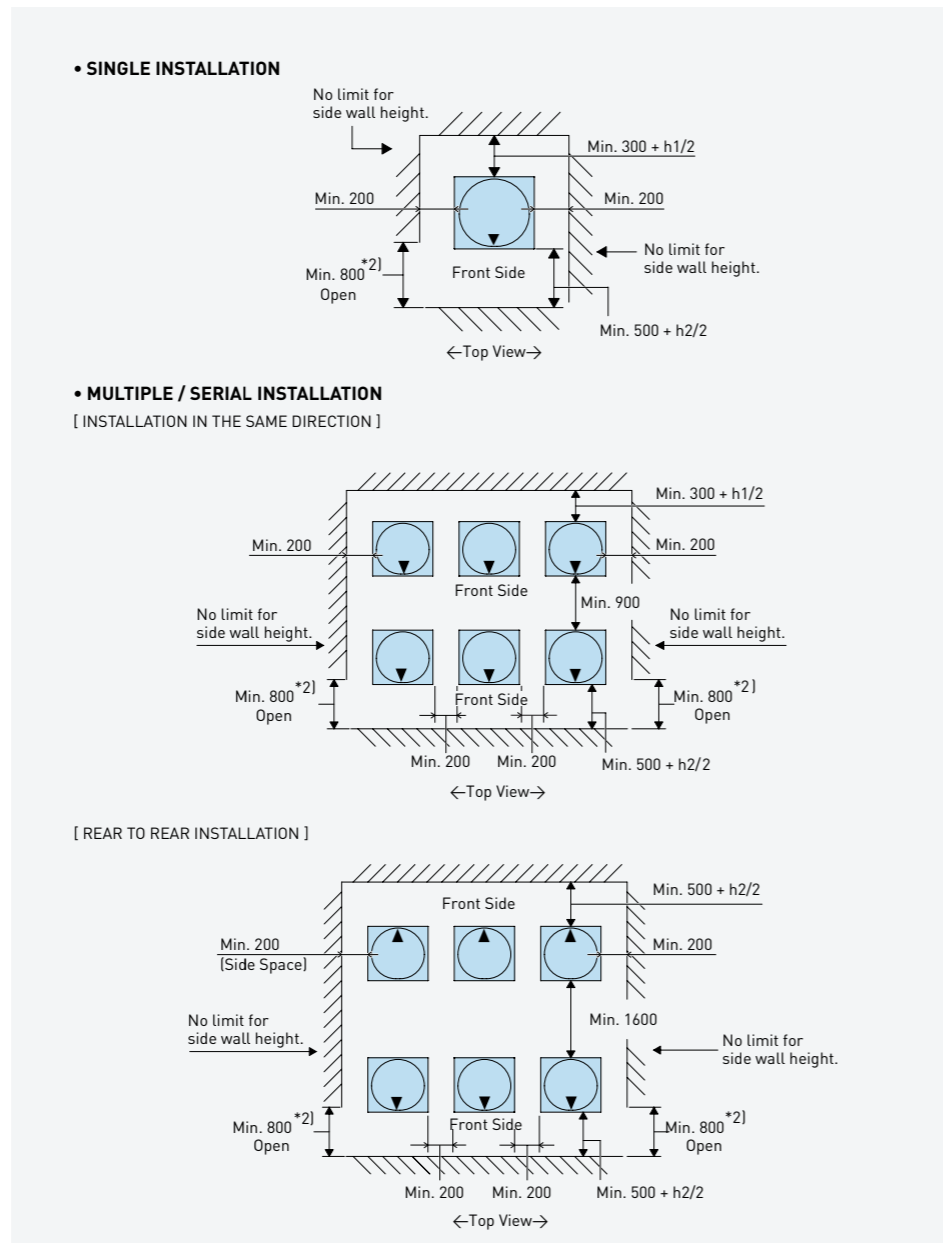 • SINGLE INSTALLATION
No limit for
side wall height.
Min. 300 + h1/2
Min. 200
Min. 200
No limit for
side wall height.
Min. 800*2)
Open
Front Side
Min. 500 + h2/2
<-Top View->
• MULTIPLE / SERIAL INSTALLATION
[ INSTALLATION IN THE SAME DIRECTION ]
Min. 300 + h1/2
Min. 200
Min. 200
Front Side
Min. 900
No limit for
side wall height.
No limit for
side wall height.
Min. 800*2)
Open
Front Side
Min. 800*2)
Open
Min. 200
Min. 200
Min. 500 + h2/2
<-Top View->
[ REAR TO REAR INSTALLATION ]
Min. 500 + h2/2
Front Side
Min. 200
(Side Space)
Min. 200
Min. 1600
No limit for
side wall height.
No limit for
side wall height.
Min. 800*2)
Open
Front Side
Min. 800*2)
Open
Min. 200
Min. 200
Min. 500 + h2/2
<-Top View->